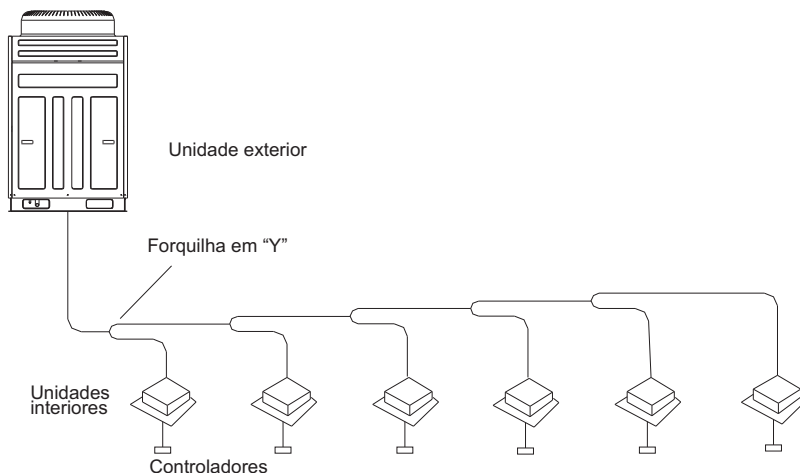 Unidade exterior
Forquilha em “Y”
Unidades
interiores
Controladores